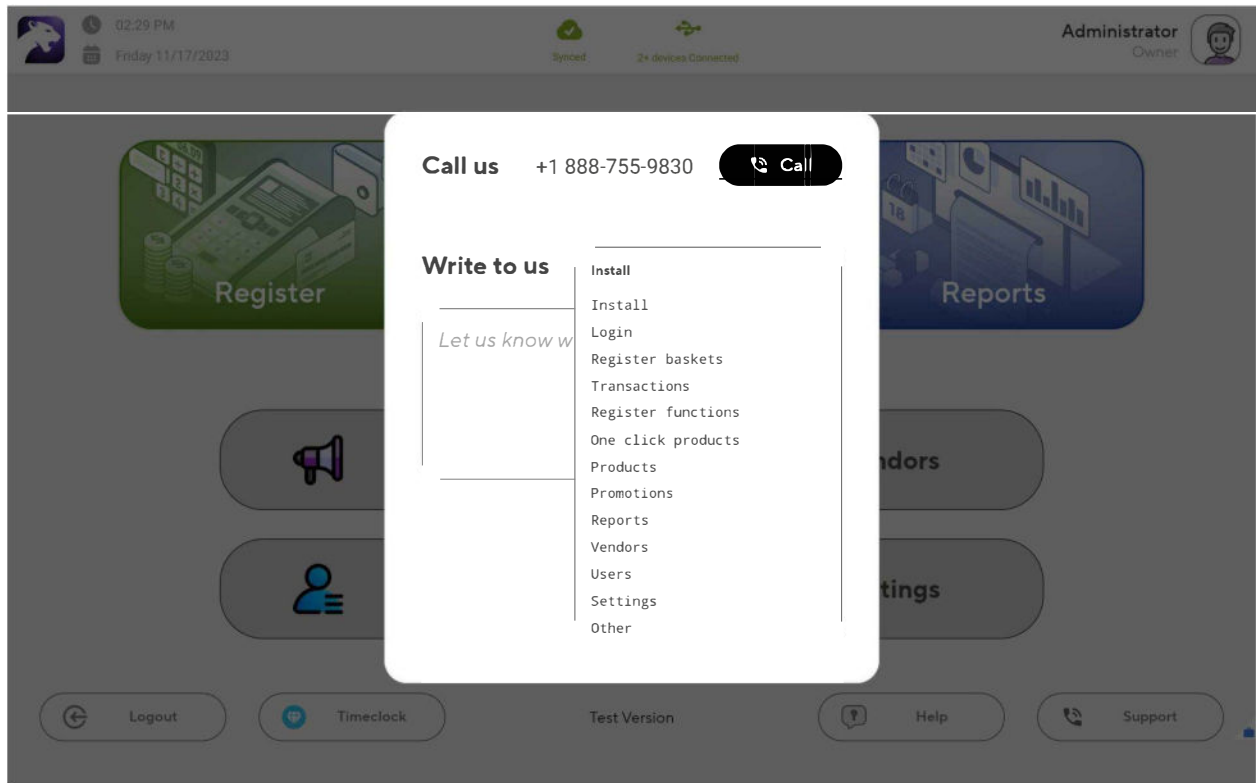 02:29 PM
Friday 11/17/2023
Synced
2+ devices Connected
Administrator
Owner
Register
Reports
Call us +1 888-755-9830 Call
Write to us
Let us know w
Install
Install
Login
Register baskets
Transactions
Register functions
One click products
Products
Promotions
Reports
Vendors
Users
Settings
Other
ndors
tings
Logout
Timeclock
Test Version
Help
Support